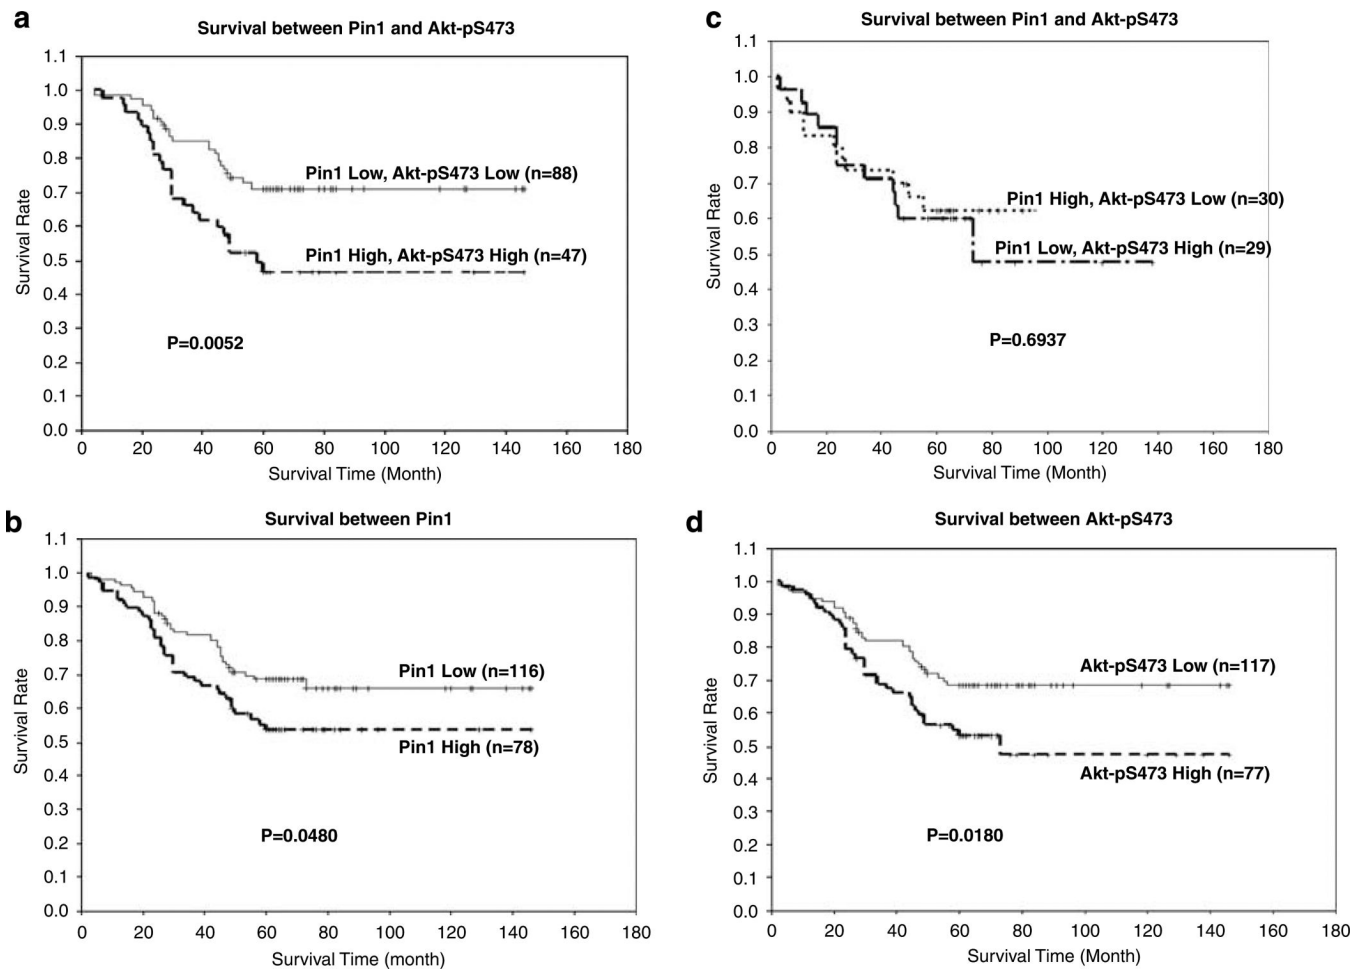 a
Survival between Pin1 and Akt-pS473
1.1
1.0
0.9
0.8
0.7
0.6
0.5
0.4
0.3
0.2
0.1
0.0
Survival Rate
Pin1 Low, Akt-pS473 Low (n=88)
Pin1 High, Akt-pS473 High (n=47)
P=0.0052
0 20 40 60 80 100 120 140 160 180
Survival Time (Month)
c
Survival between Pin1 and Akt-pS473
1.1
1.0
0.9
0.8
0.7
0.6
0.5
0.4
0.3
0.2
0.1
0.0
Survival Rate
Pin1 High, Akt-pS473 Low (n=30)
Pin1 Low, Akt-pS473 High (n=29)
P=0.6937
0 20 40 60 80 100 120 140 160 180
Survival Time (Month)
b
Survival between Pin1
1.1
1.0
0.9
0.8
0.7
0.6
0.5
0.4
0.3
0.2
0.1
0.0
Survival Rate
Pin1 Low (n=116)
Pin1 High (n=78)
P=0.0480
0 20 40 60 80 100 120 140 160 180
Survival Time (month)
d
Survival between Akt-pS473
1.1
1.0
0.9
0.8
0.7
0.6
0.5
0.4
0.3
0.2
0.1
0.0
Survival Rate
Akt-pS473 Low (n=117)
Akt-pS473 High (n=77)
P=0.0180
0 20 40 60 80 100 120 140 160 180
Survival Time (Month)